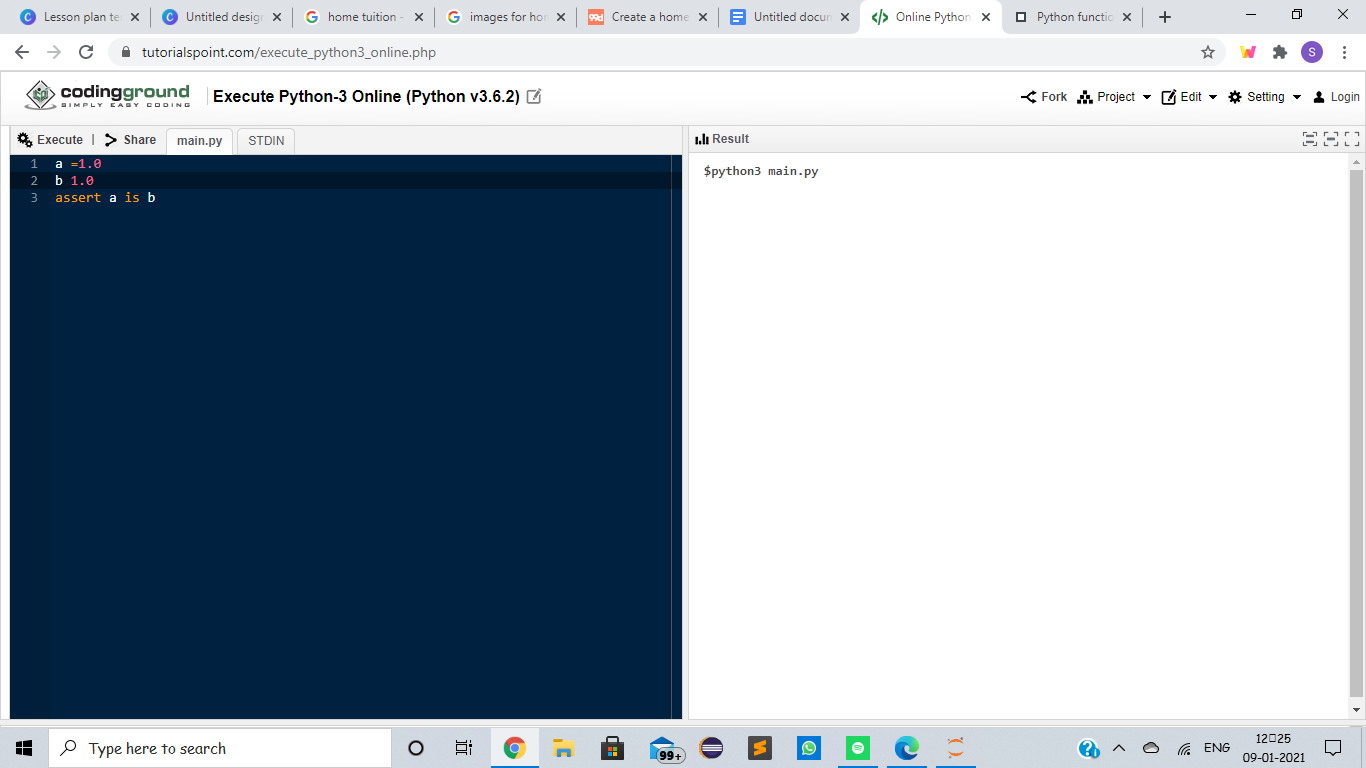 Lesson plan te
Untitled desig
home tuition -
images for hor
99d Create a home
Untitled docun
Online Python
Python functio
tutorialspoint.com/execute_python3_online.php
S
codingground
SIMPLY EASY CODING
Execute Python-3 Online (Python v3.6.2)
Fork
Project
Edit
Setting
Login
Execute | Share
main.py
STDIN
Result
1 a =1.0
2 b 1.0
3 assert a is b
$python3 main.py
Type here to search
99+
ENG
12▯25
09-01-2021